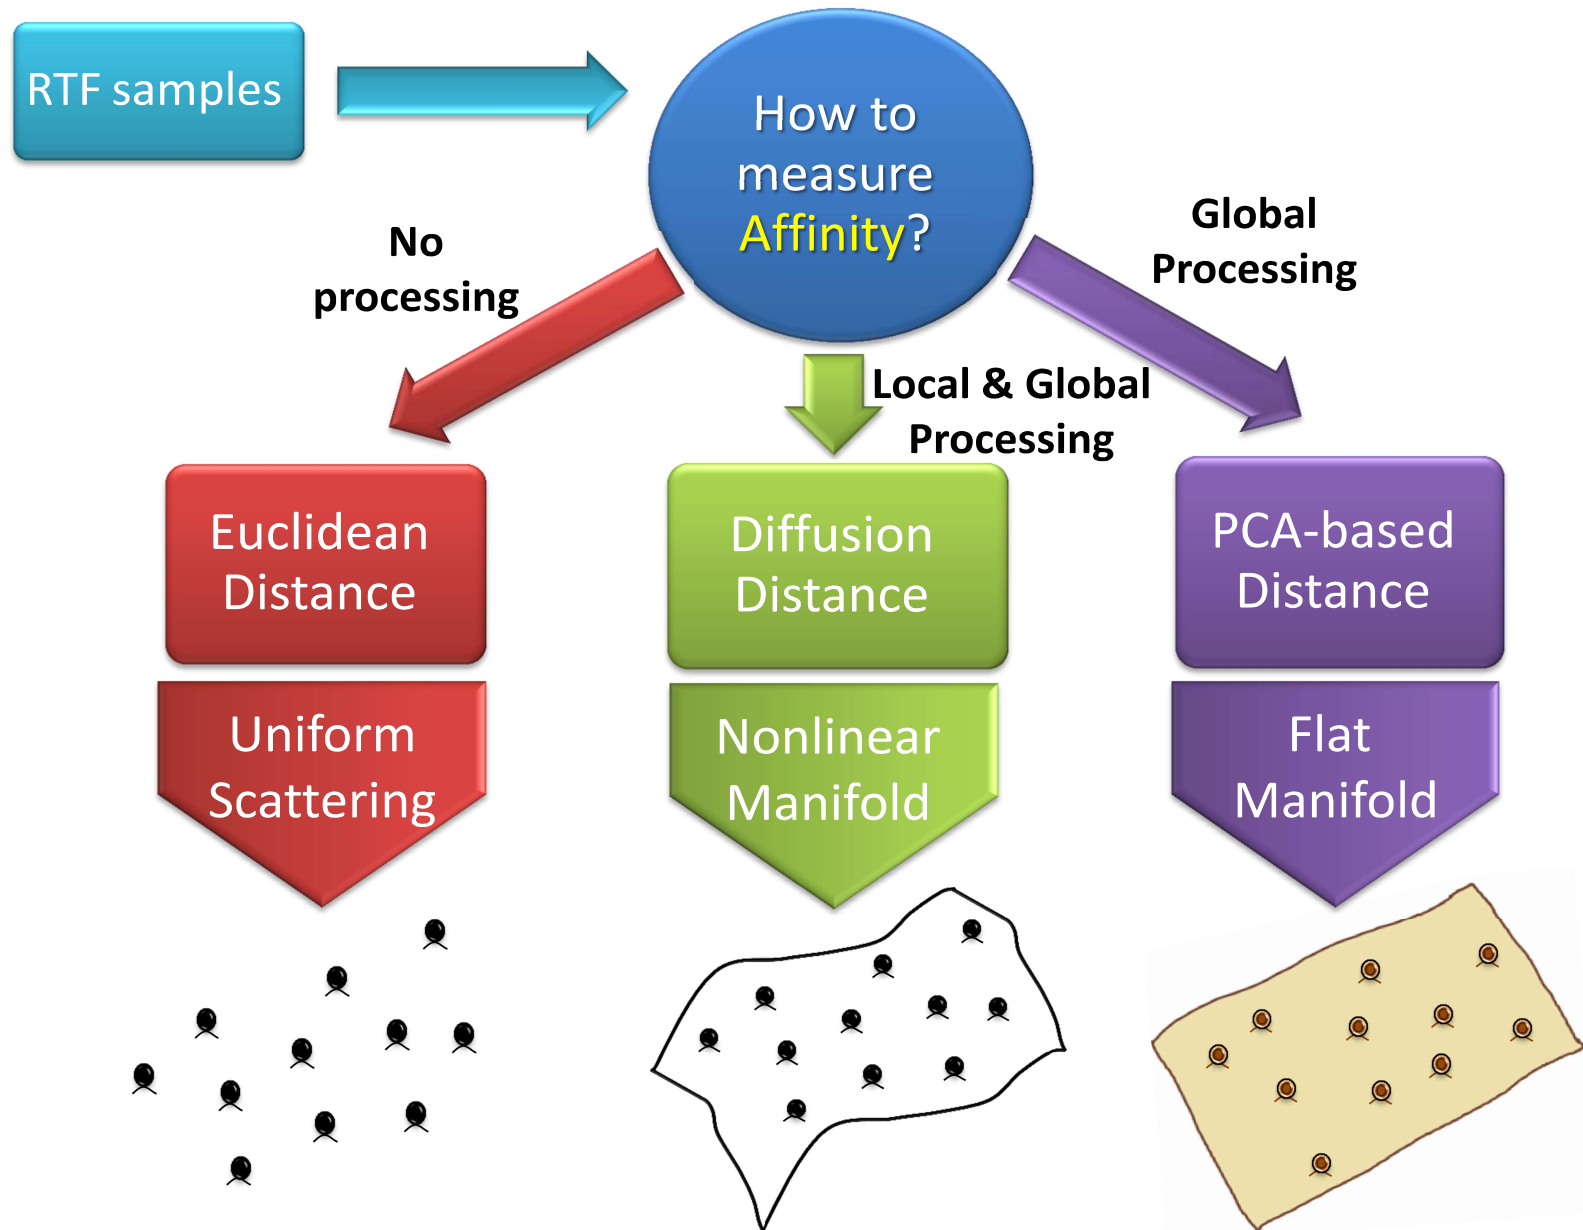 RTF samples
How to
measure
Affinity?
No
processing
Global
Processing
Local & Global
Processing
Euclidean
Distance
Diffusion
Distance
PCA-based
Distance
Uniform
Scattering
Nonlinear
Manifold
Flat
Manifold